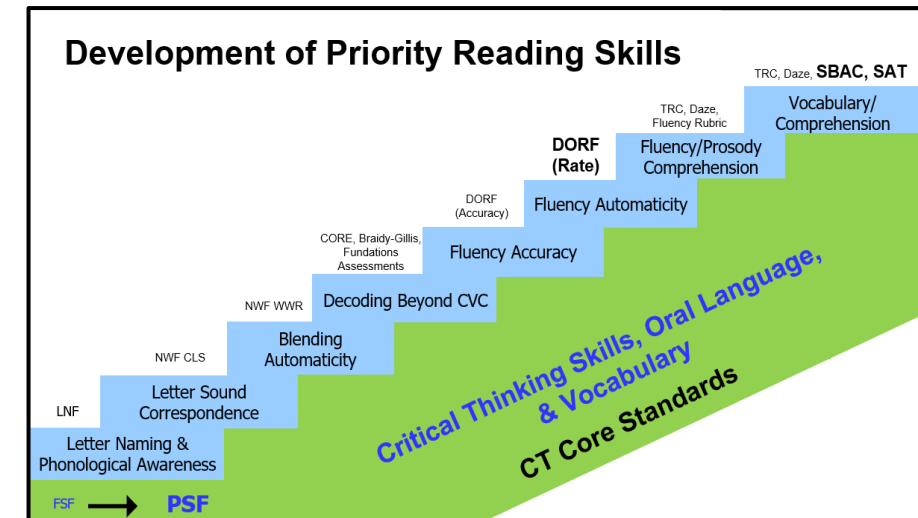 Development of Priority Reading Skills
TRC, Daze, SBAC, SAT
Vocabulary/
Comprehension
TRC, Daze,
Fluency Rubric
Fluency/Prosody
Comprehension
DORF
(Rate)
Fluency Automaticity
DORF
(Accuracy)
Fluency Accuracy
CORE, Braidy-Gillis,
Fundations
Assessments
Decoding Beyond CVC
NWF WWR
Blending
Automaticity
NWF CLS
Letter Sound
Correspondence
LNF
Letter Naming &
Phonological Awareness
FSF
PSF
Critical Thinking Skills, Oral Language,
& Vocabulary
CT Core Standards